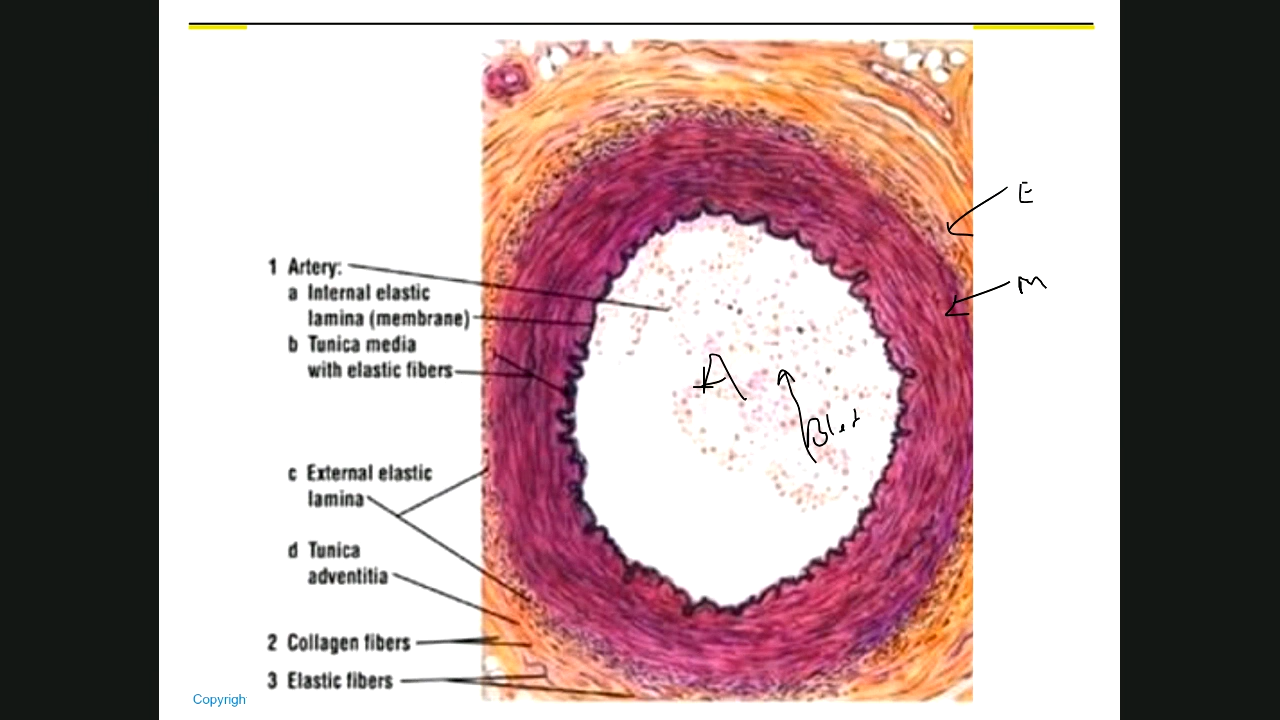 1 Artery:
a Internal elastic
lamina (membrane)
b Tunica media
with elastic fibers
c External elastic
lamina
d Tunica
adventitia
2 Collagen fibers
3 Elastic fibers
Copyrigh
E
M
A